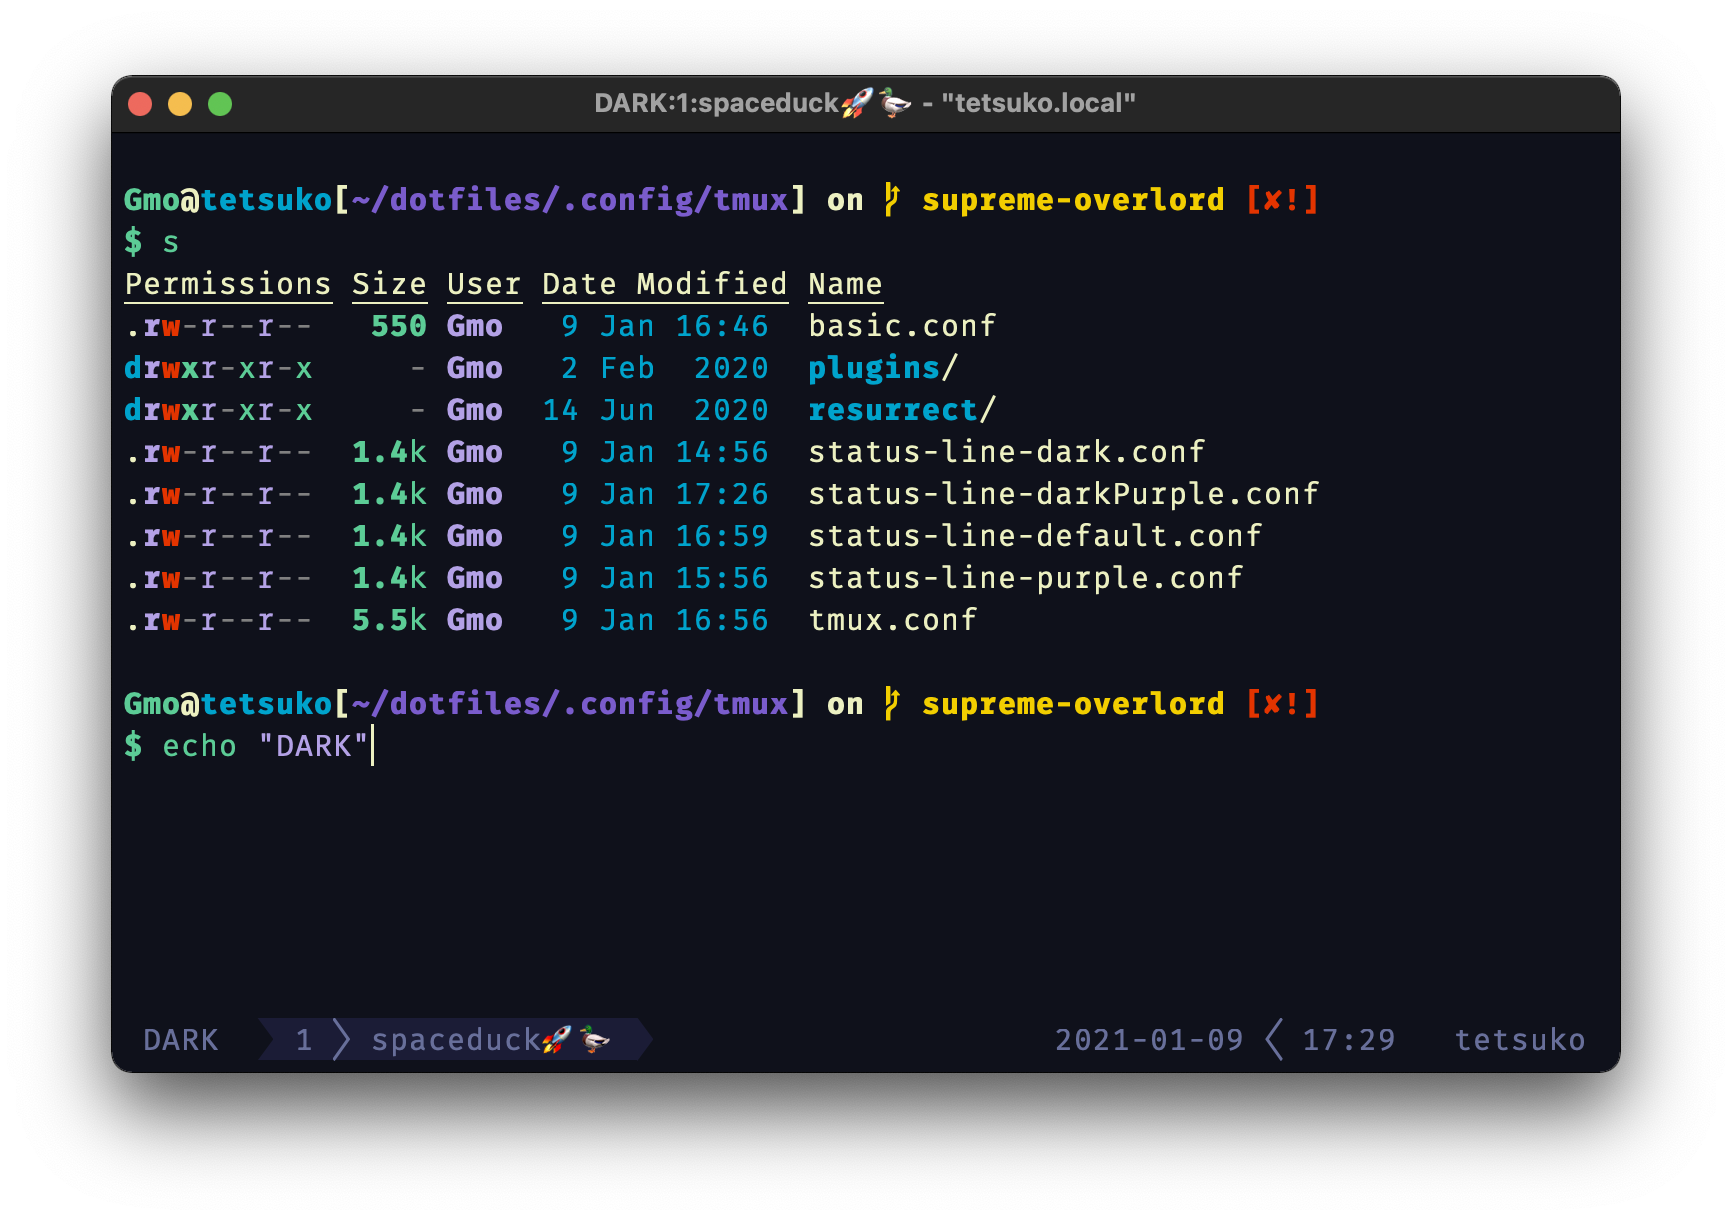 DARK:1:spaceduck🚀🦆 - "tetsuko.local"
Gmo@tetsuko[~/dotfiles/.config/tmux] on  supreme-overlord [✘!]
$ s
Permissions Size User Date Modified Name
.rw-r--r-- 550 Gmo 9 Jan 16:46 basic.conf
drwxr-xr-x - Gmo 2 Feb 2020 plugins/
drwxr-xr-x - Gmo 14 Jun 2020 resurrect/
.rw-r--r-- 1.4k Gmo 9 Jan 14:56 status-line-dark.conf
.rw-r--r-- 1.4k Gmo 9 Jan 17:26 status-line-darkPurple.conf
.rw-r--r-- 1.4k Gmo 9 Jan 16:59 status-line-default.conf
.rw-r--r-- 1.4k Gmo 9 Jan 15:56 status-line-purple.conf
.rw-r--r-- 5.5k Gmo 9 Jan 16:56 tmux.conf
Gmo@tetsuko[~/dotfiles/.config/tmux] on  supreme-overlord [✘!]
$ echo "DARK"
DARK 1 spaceduck🚀🦆 2021-01-09 17:29 tetsuko